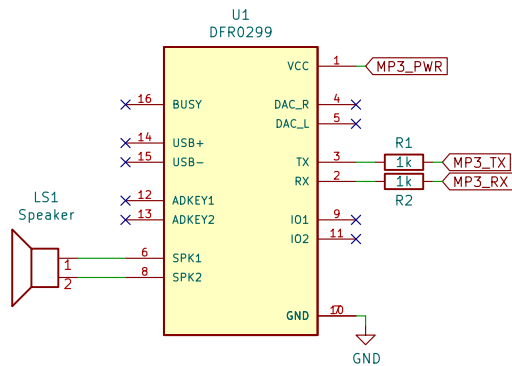 U1
DFR0299
VCC 1 MP3_PWR
16 BUSY DAC_R 4
DAC_L 5
14 USB+ R1
15 USB- TX 3 1k MP3_TX
RX 2 1k MP3_RX
LS1 12 ADKEY1 R2
Speaker 13 ADKEY2 IO1 9
IO2 11
1 6 SPK1
2 8 SPK2
GND 10
GND